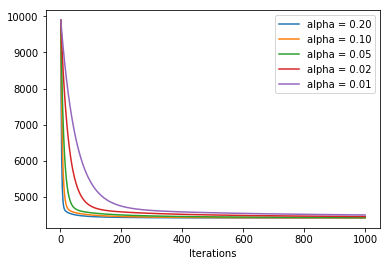 10000
9000
8000
7000
6000
5000
alpha = 0.20
alpha = 0.10
alpha = 0.05
alpha = 0.02
alpha = 0.01
0 200 400 600 800 1000
Iterations